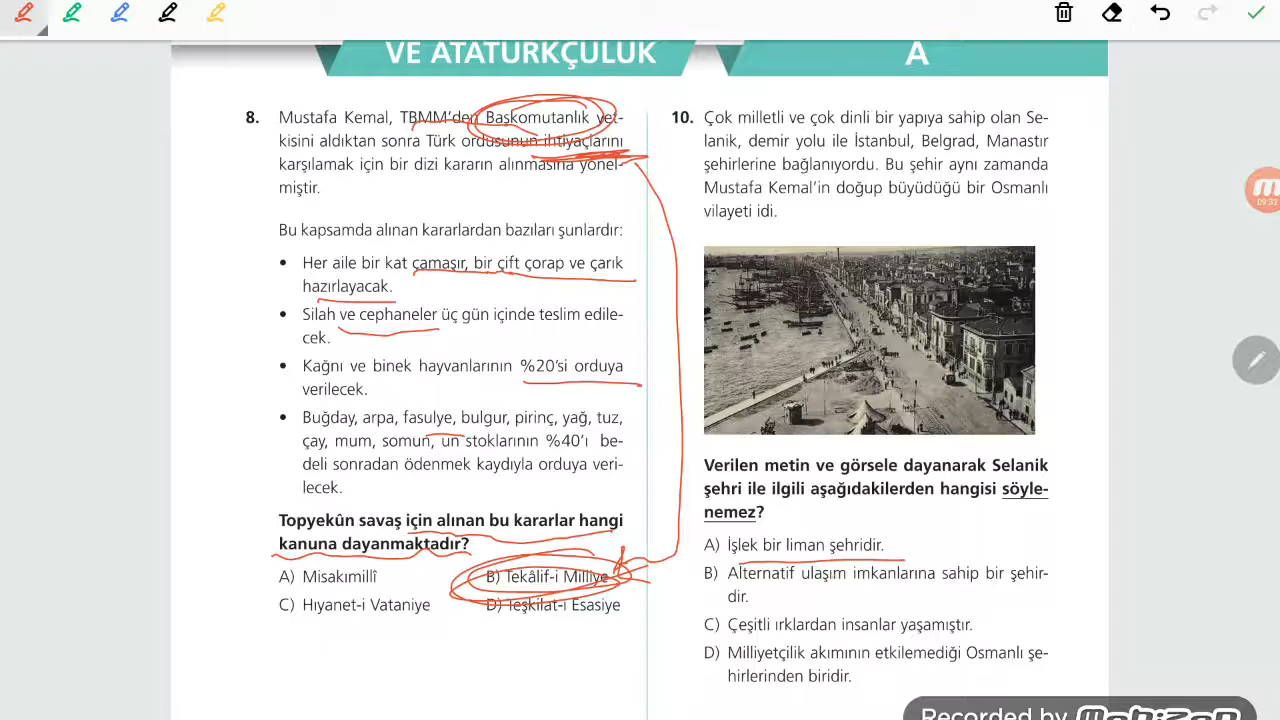 VE ATATÜRKÇÜLÜK
A
8. Mustafa Kemal, TBMM'den Başkomutanlık yet-
kisini aldıktan sonra Türk ordusunun ihtiyaçlarını
karşılamak için bir dizi kararın alınmasına yönel-
miştir.
Bu kapsamda alınan kararlardan bazıları şunlardır:
• Her aile bir kat çamaşır, bir çift çorap ve çarık
hazırlayacak.
• Silah ve cephaneler üç gün içinde teslim edile-
cek.
• Kağnı ve binek hayvanlarının %20'si orduya
verilecek.
• Buğday, arpa, fasulye, bulgur, pirinç, yağ, tuz,
çay, mum, somun, un stoklarının %40'ı be-
deli sonradan ödenmek kaydıyla orduya veri-
lecek.
Topyekûn savaş için alınan bu kararlar hangi
kanuna dayanmaktadır?
A) Misakımillî
B) Tekâlif-i Milliye
C) Hıyanet-i Vataniye
D) Teşkilat-ı Esasiye
10. Çok milletli ve çok dinli bir yapıya sahip olan Se-
lanik, demir yolu ile İstanbul, Belgrad, Manastır
şehirlerine bağlanıyordu. Bu şehir aynı zamanda
Mustafa Kemal'in doğup büyüdüğü bir Osmanlı
vilayeti idi.
Verilen metin ve görsele dayanarak Selanik
şehri ile ilgili aşağıdakilerden hangisi söyle-
nemez?
A) İşlek bir liman şehridir.
B) Alternatif ulaşım imkanlarına sahip bir şehir-
dir.
C) Çeşitli ırklardan insanlar yaşamıştır.
D) Milliyetçilik akımının etkilemediği Osmanlı şe-
hirlerinden biridir.
09:32
Recorded by Mobizen